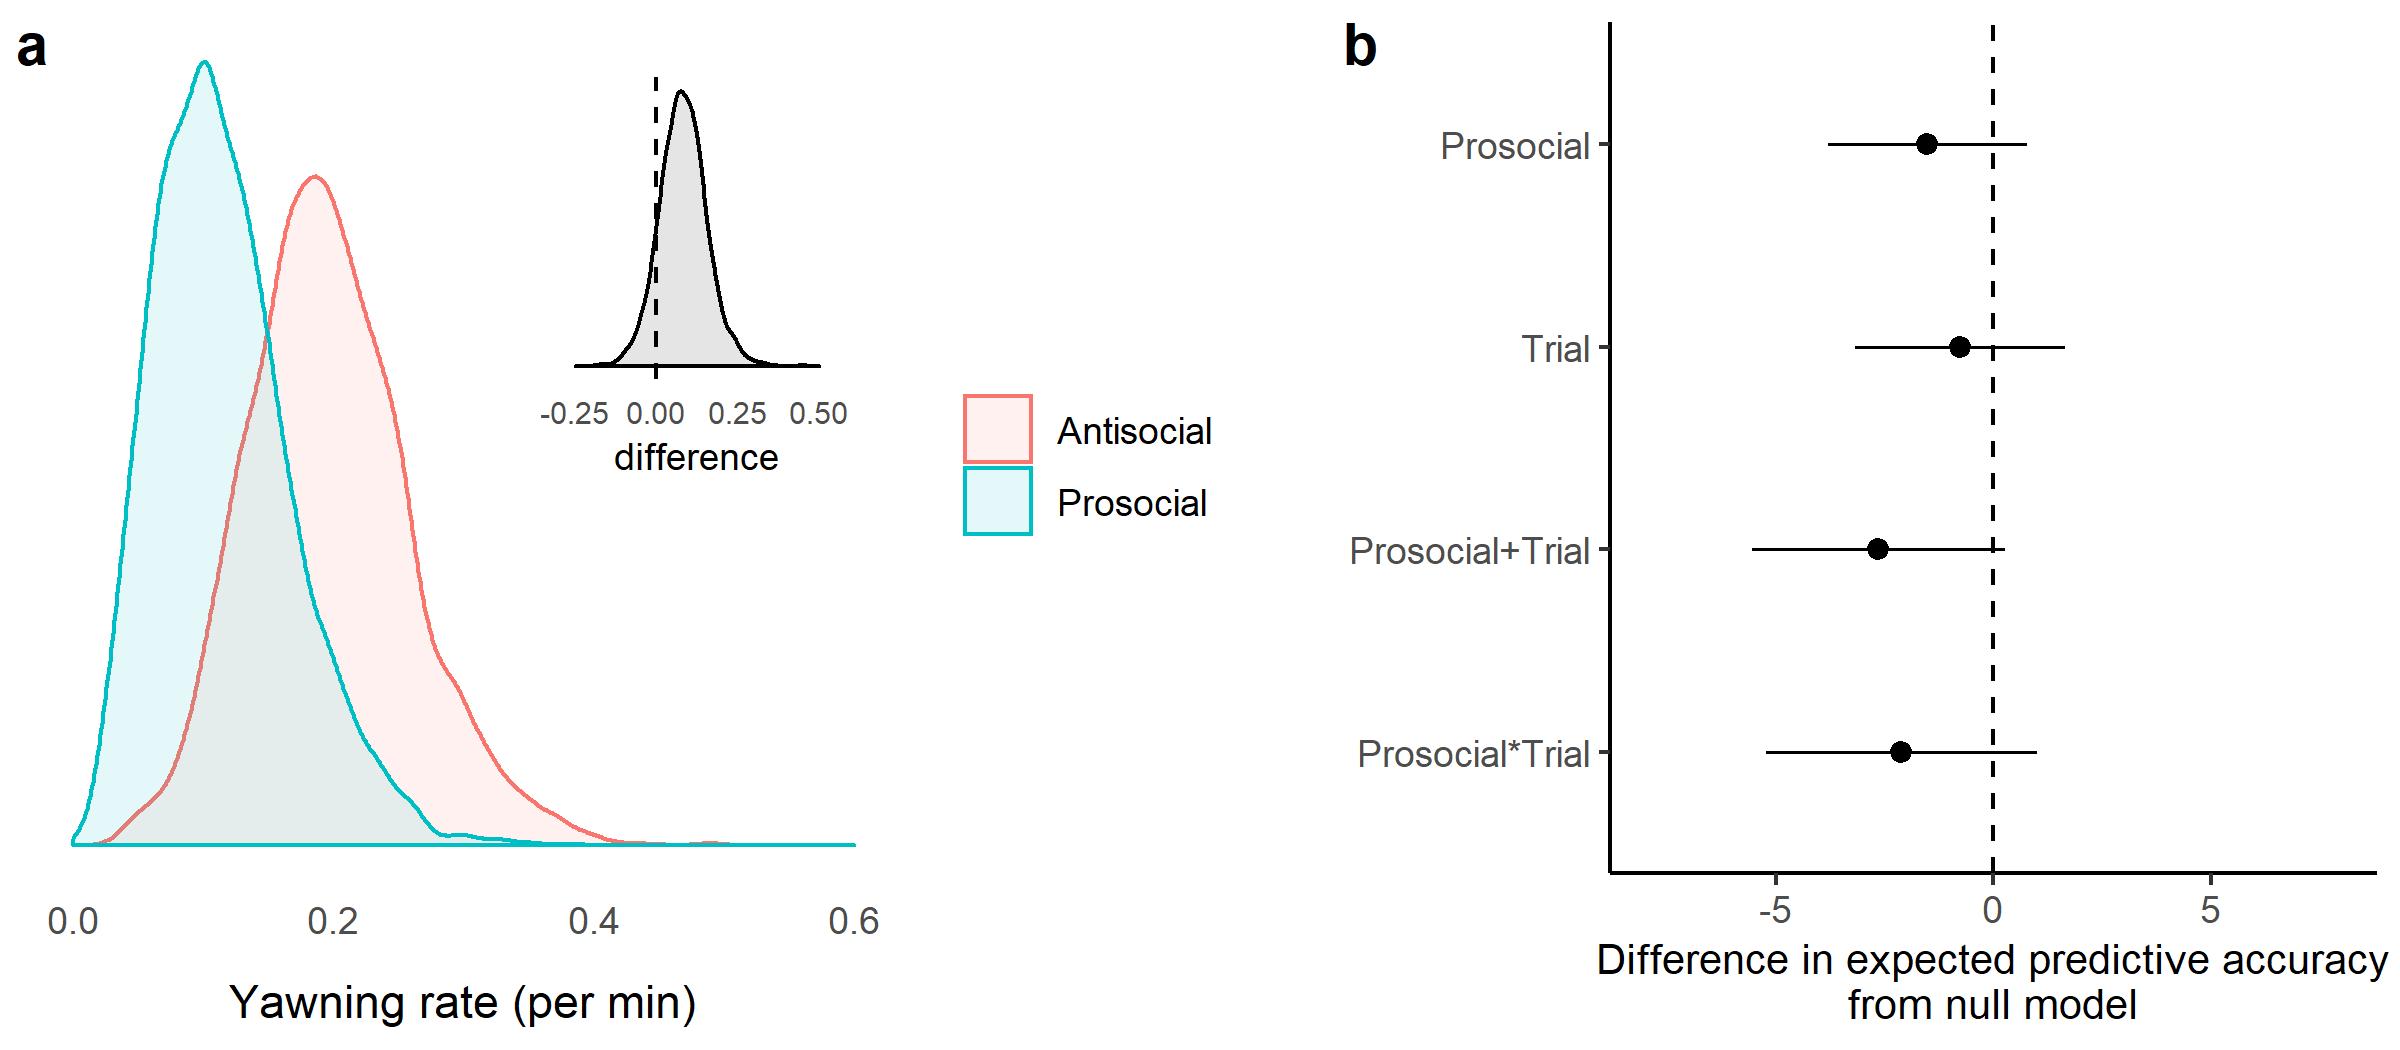 a
-0.25 0.00 0.25 0.50
difference
Antisocial
Prosocial
0.0 0.2 0.4 0.6
Yawning rate (per min)
b
Prosocial
Trial
Prosocial+Trial
Prosocial*Trial
-5 0 5
Difference in expected predictive accuracy
from null model